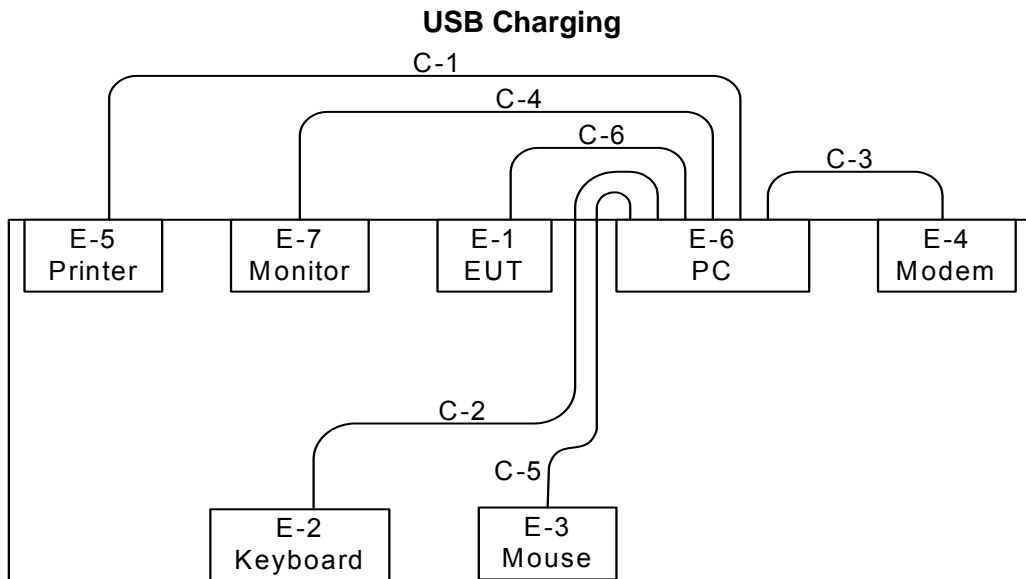 USB Charging
C-1
C-4
C-6
C-3
E-5
Printer
E-7
Monitor
E-1
EUT
E-6
PC
E-4
Modem
C-2
C-5
E-2
Keyboard
E-3
Mouse